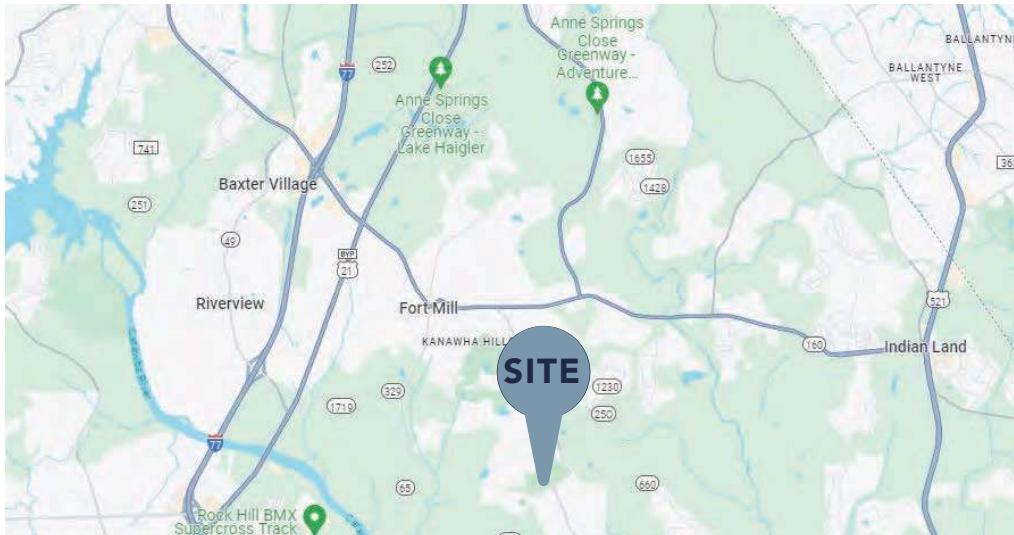 Anne Springs
Close
Greenway -
Adventure...
BALLANTYNE
BALLANTYNE
WEST
77
252
Anne Springs
Close
Greenway -
Lake Haigler
741
1655
1428
Baxter Village
251
49
BYP
21
Riverview
Fort Mill
521
KANAWHA HILL
160
Indian Land
SITE
329
1719
1230
250
77
65
660
Rock Hill BMX
Supercross Track